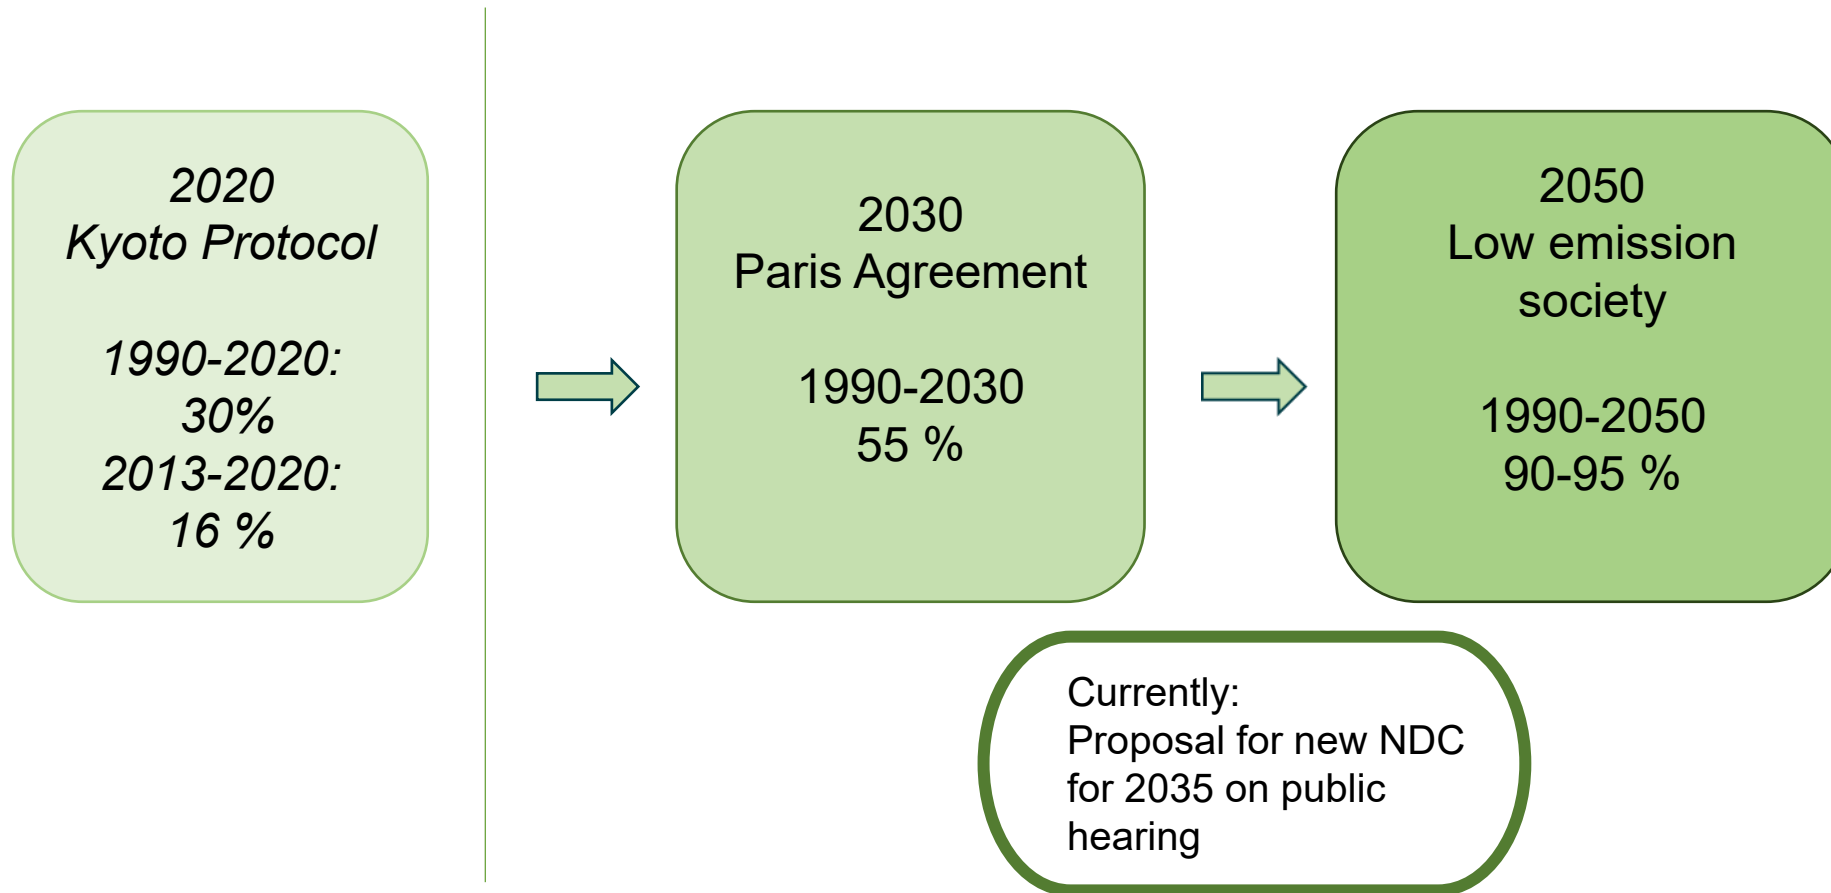 2020
Kyoto Protocol
1990-2020:
30%
2013-2020:
16 %
2030
Paris Agreement
1990-2030
55 %
2050
Low emission
society
1990-2050
90-95 %
Currently:
Proposal for new NDC
for 2035 on public
hearing